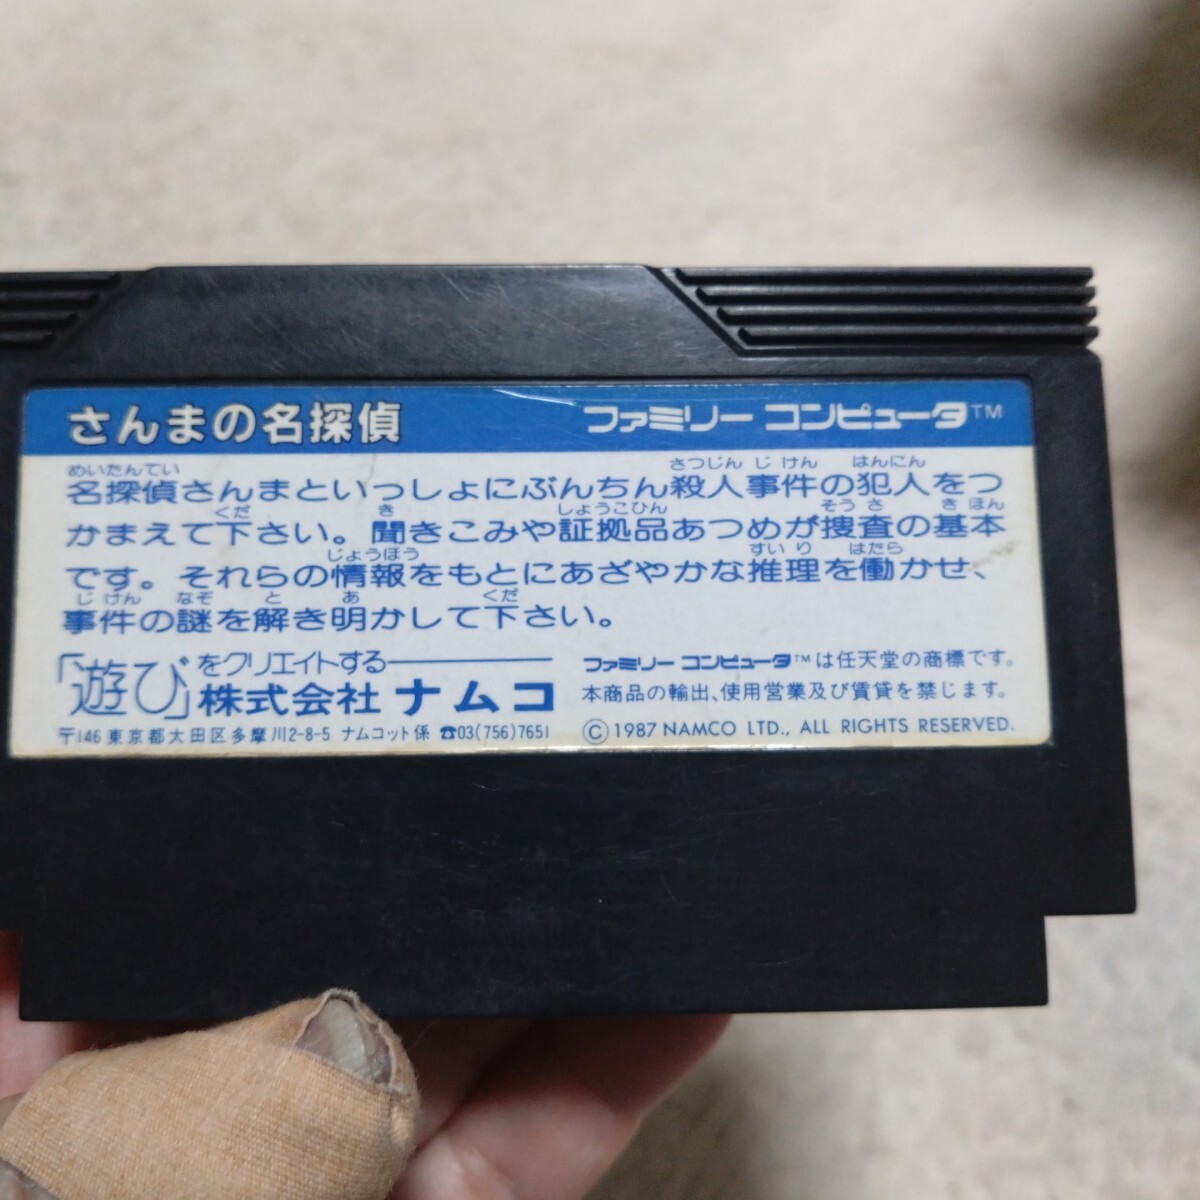 さんまの名探偵 ファミリー コンピュータ™
めいたんてい さつじん じ けん はんにん
名探偵さんまといっしょにぶんちん殺人事件の犯人をつ
くだ き しょうこひん そう さ き ほん
かまえて下さい。聞きこみや証拠品あつめが捜査の基本
じょうほう すい り はたら
です。それらの情報をもとにあざやかな推理を働かせ、
じ けん なぞ と あ くだ
事件の謎を解き明かして下さい。
「遊び」をクリエイトする
株式会社 ナムコ
〒146 東京都大田区多摩川2-8-5 ナムコット係 ☎03(756)7651
ファミリー コンピュータ™は任天堂の商標です。
本商品の輸出、使用営業及び賃貸を禁じます。
©1987 NAMCO LTD., ALL RIGHTS RESERVED.